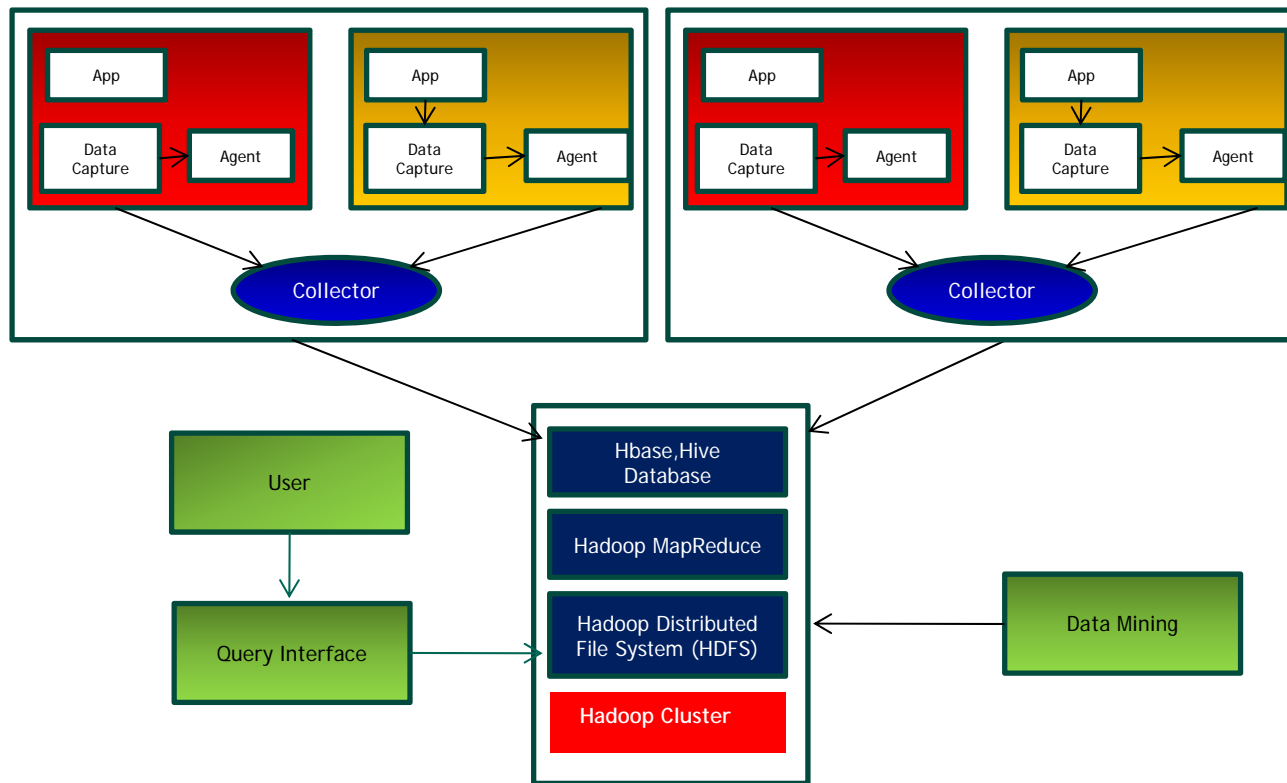 App
Data
Capture
Agent
App
Data
Capture
Agent
Collector
App
Data
Capture
Agent
App
Data
Capture
Agent
Collector
Hbase,Hive
Database
Hadoop MapReduce
Hadoop Distributed
File System (HDFS)
Hadoop Cluster
User
Query Interface
Data Mining